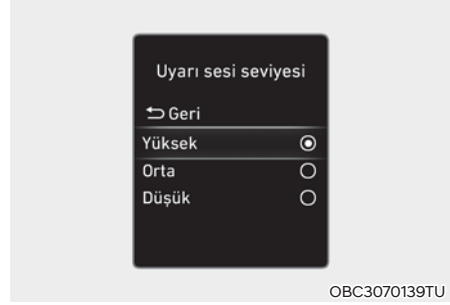 Uyarı sesi seviyesi
Geri
Yüksek
Orta
Düşük
OBC3070139TU